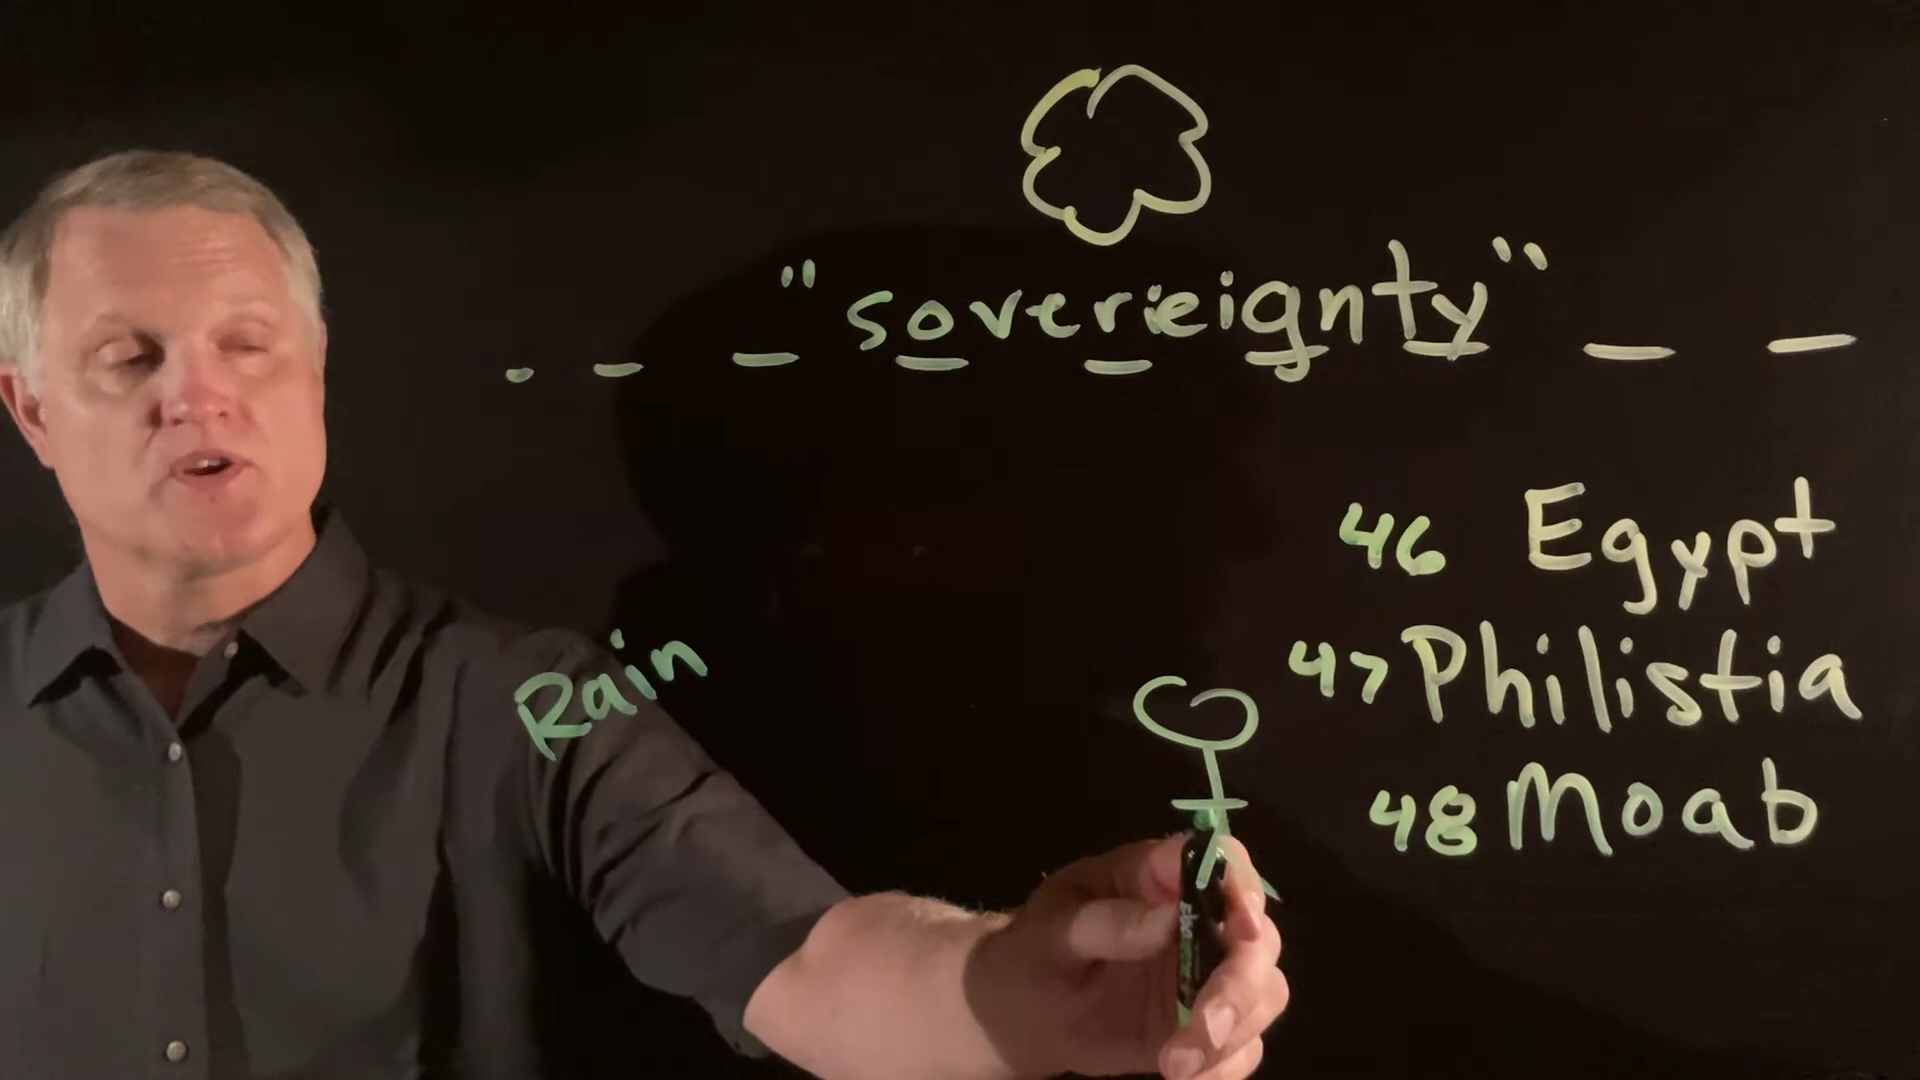 "sovereignty"
46 Egypt
Rain
47 Philistia
48 Moab